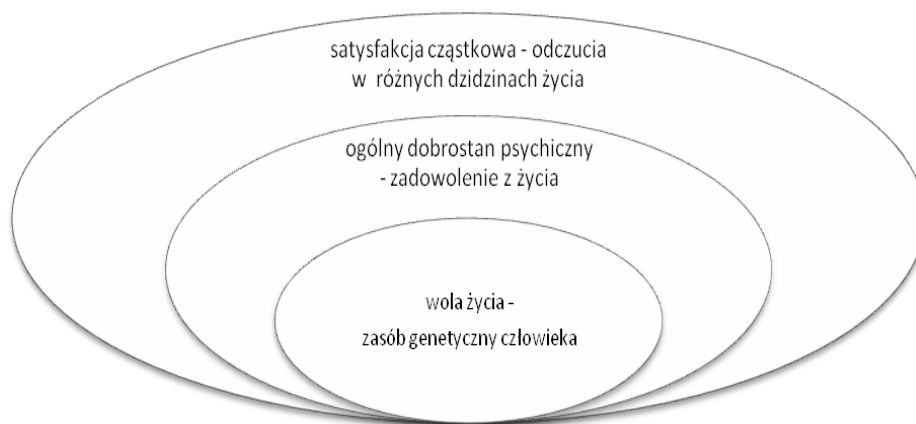 satysfakcja cząstkowa - odczucia
w różnych dzidzinach życia
ogólny dobrostan psychiczny
- zadowolenie z życia
wola życia -
zasób genetyczny człowieka